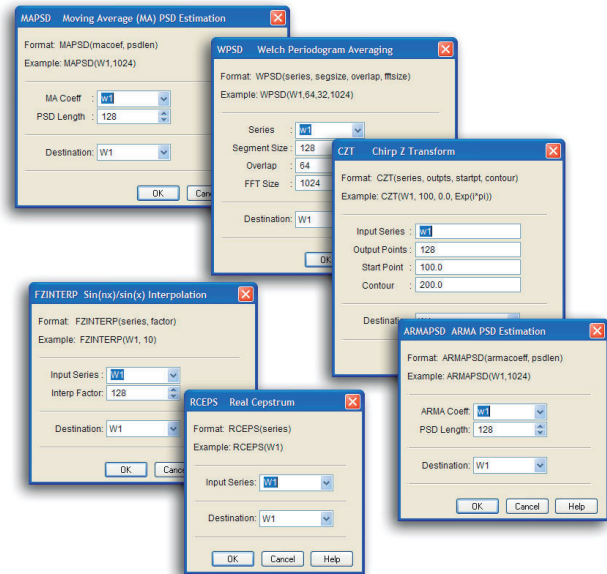 MAPSD Moving Average (MA) PSD Estimation
Format: MAPSD(macoef, psdlen)
Example: MAPSD(W1,1024)
MA Coeff : w1
PSD Length : 128
Destination: W1
OK Can
WPSD Welch Periodogram Averaging
Format: WPSD(series, segsize, overlap, fftsize)
Example: WPSD(W1,64,32,1024)
Series : w1
Segment Size : 128
Overlap : 64
FFT Size : 1024
Destination: W1
OK
CZT Chirp Z Transform
Format: CZT(series, outpts, startpt, contour)
Example: CZT(W1, 100, 0.0, Exp(i*pi))
Input Series : w1
Output Points : 128
Start Point : 100.0
Contour : 200.0
Destinati
FZINTERP Sin(nx)/sin(x) Interpolation
Format: FZINTERP(series, factor)
Example: FZINTERP(W1, 10)
Input Series : W1
Interp Factor: 128
Destination: W1
OK Canc
RCEPS Real Cepstrum
Format: RCEPS(series)
Example: RCEPS(W1)
Input Series: W1
Destination: W1
OK Cancel Help
ARMAPSD ARMA PSD Estimation
Format: ARMAPSD(armacoeff, psdlen)
Example: ARMAPSD(W1,1024)
ARMA Coeff: w1
PSD Length: 128
Destination: W1
OK Cancel Help